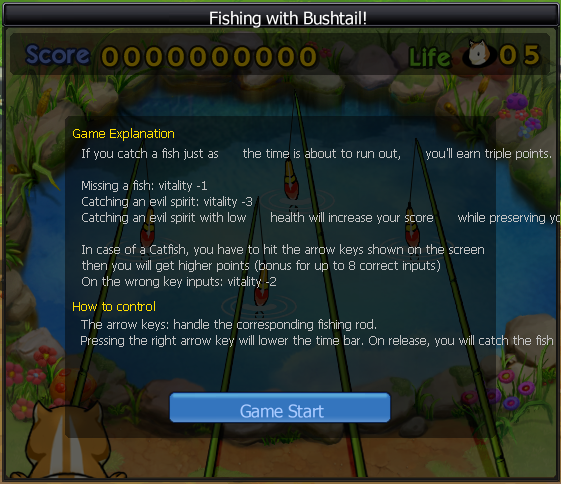 Fishing with Bushtail!
Score 0000000000 Life 05
Game Explanation
If you catch a fish just as the time is about to run out, you'll earn triple points.
Missing a fish: vitality -1
Catching an evil spirit: vitality -3
Catching an evil spirit with low health will increase your score while preserving yo
In case of a Catfish, you have to hit the arrow keys shown on the screen
then you will get higher points (bonus for up to 8 correct inputs)
On the wrong key inputs: vitality -2
How to control
The arrow keys: handle the corresponding fishing rod.
Pressing the right arrow key will lower the time bar. On release, you will catch the fish
Game Start